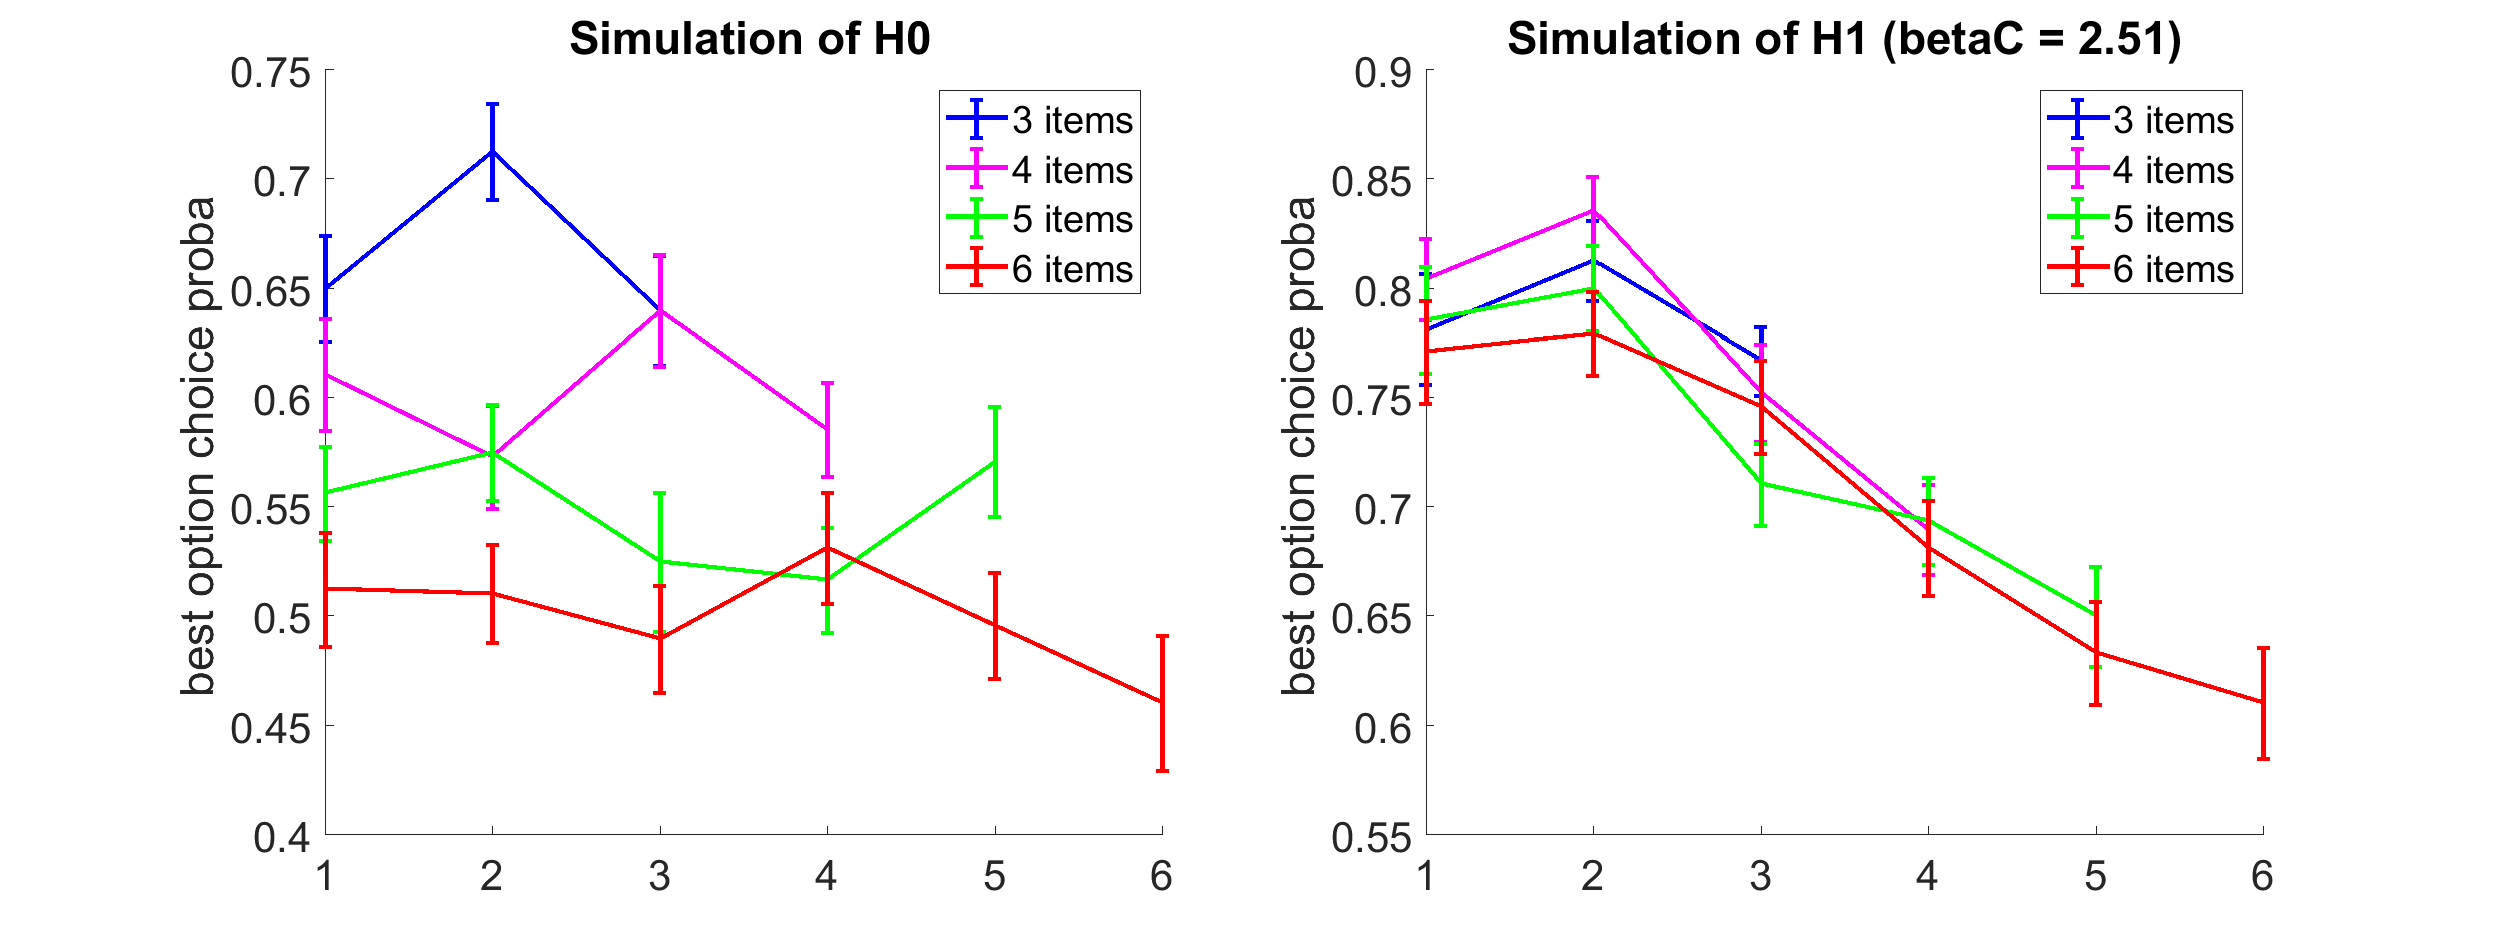 Simulation of H0
0.75
0.7
0.65
0.6
0.55
0.5
0.45
0.4
best option choice proba
3 items
4 items
5 items
6 items
1 2 3 4 5 6
Simulation of H1 (betaC = 2.51)
0.9
0.85
0.8
0.75
0.7
0.65
0.6
0.55
best option choice proba
3 items
4 items
5 items
6 items
1 2 3 4 5 6